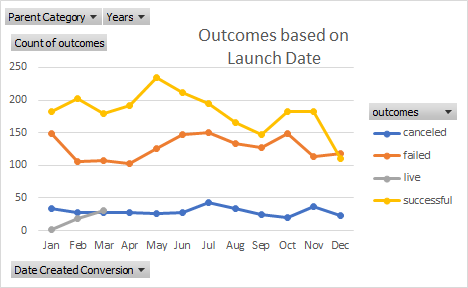 Parent Category Years
Outcomes based on
Launch Date
Count of outcomes
250
200
150
100
50
0
Jan Feb Mar Apr May Jun Jul Aug Sep Oct Nov Dec
outcomes
canceled
failed
live
successful
Date Created Conversion